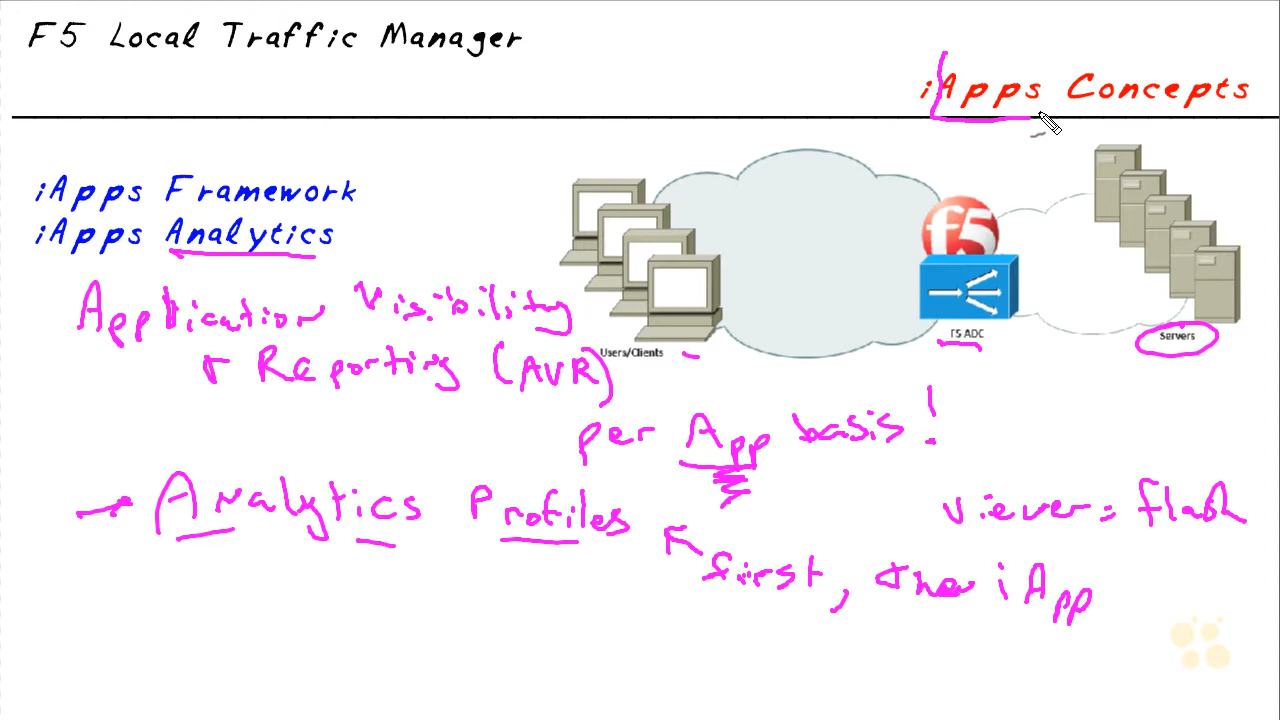 F5 Local Traffic Manager
iApps Concepts
iApps Framework
iApps Analytics
f5
F5 ADC
Servers
Users/Clients
Application Visibility
+ Reporting (AVR)
per App basis!
→ Analytics Profiles
viewer = flash
first, then iApp